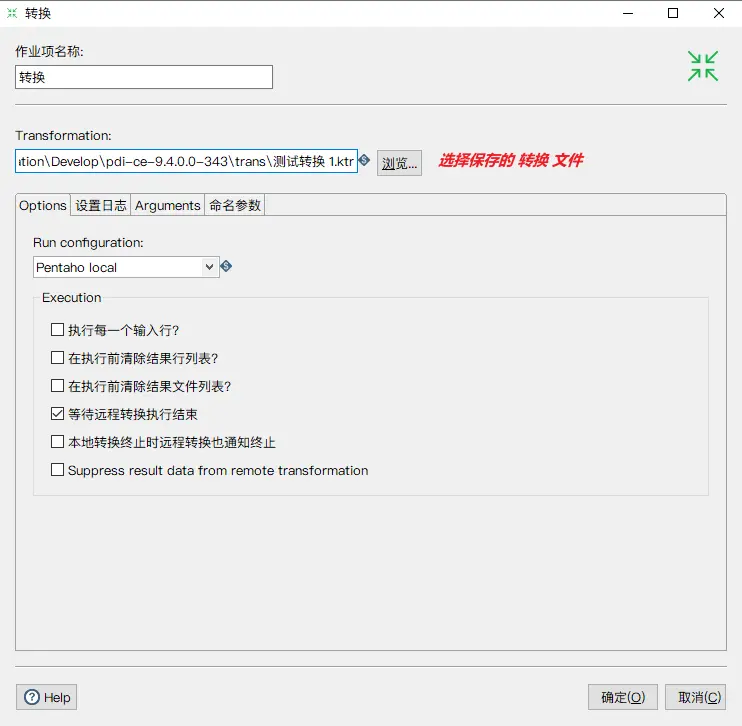 转换
作业项名称:
转换
Transformation:
ation\Develop\pdi-ce-9.4.0.0-343\trans\测试转换 1.ktr
浏览...
选择保存的 转换 文件
Options 设置日志 Arguments 命名参数
Run configuration:
Pentaho local
Execution
执行每一个输入行?
在执行前清除结果行列表?
在执行前清除结果文件列表?
等待远程转换执行结束
本地转换终止时远程转换也通知终止
Suppress result data from remote transformation
Help 确定(O) 取消(C)